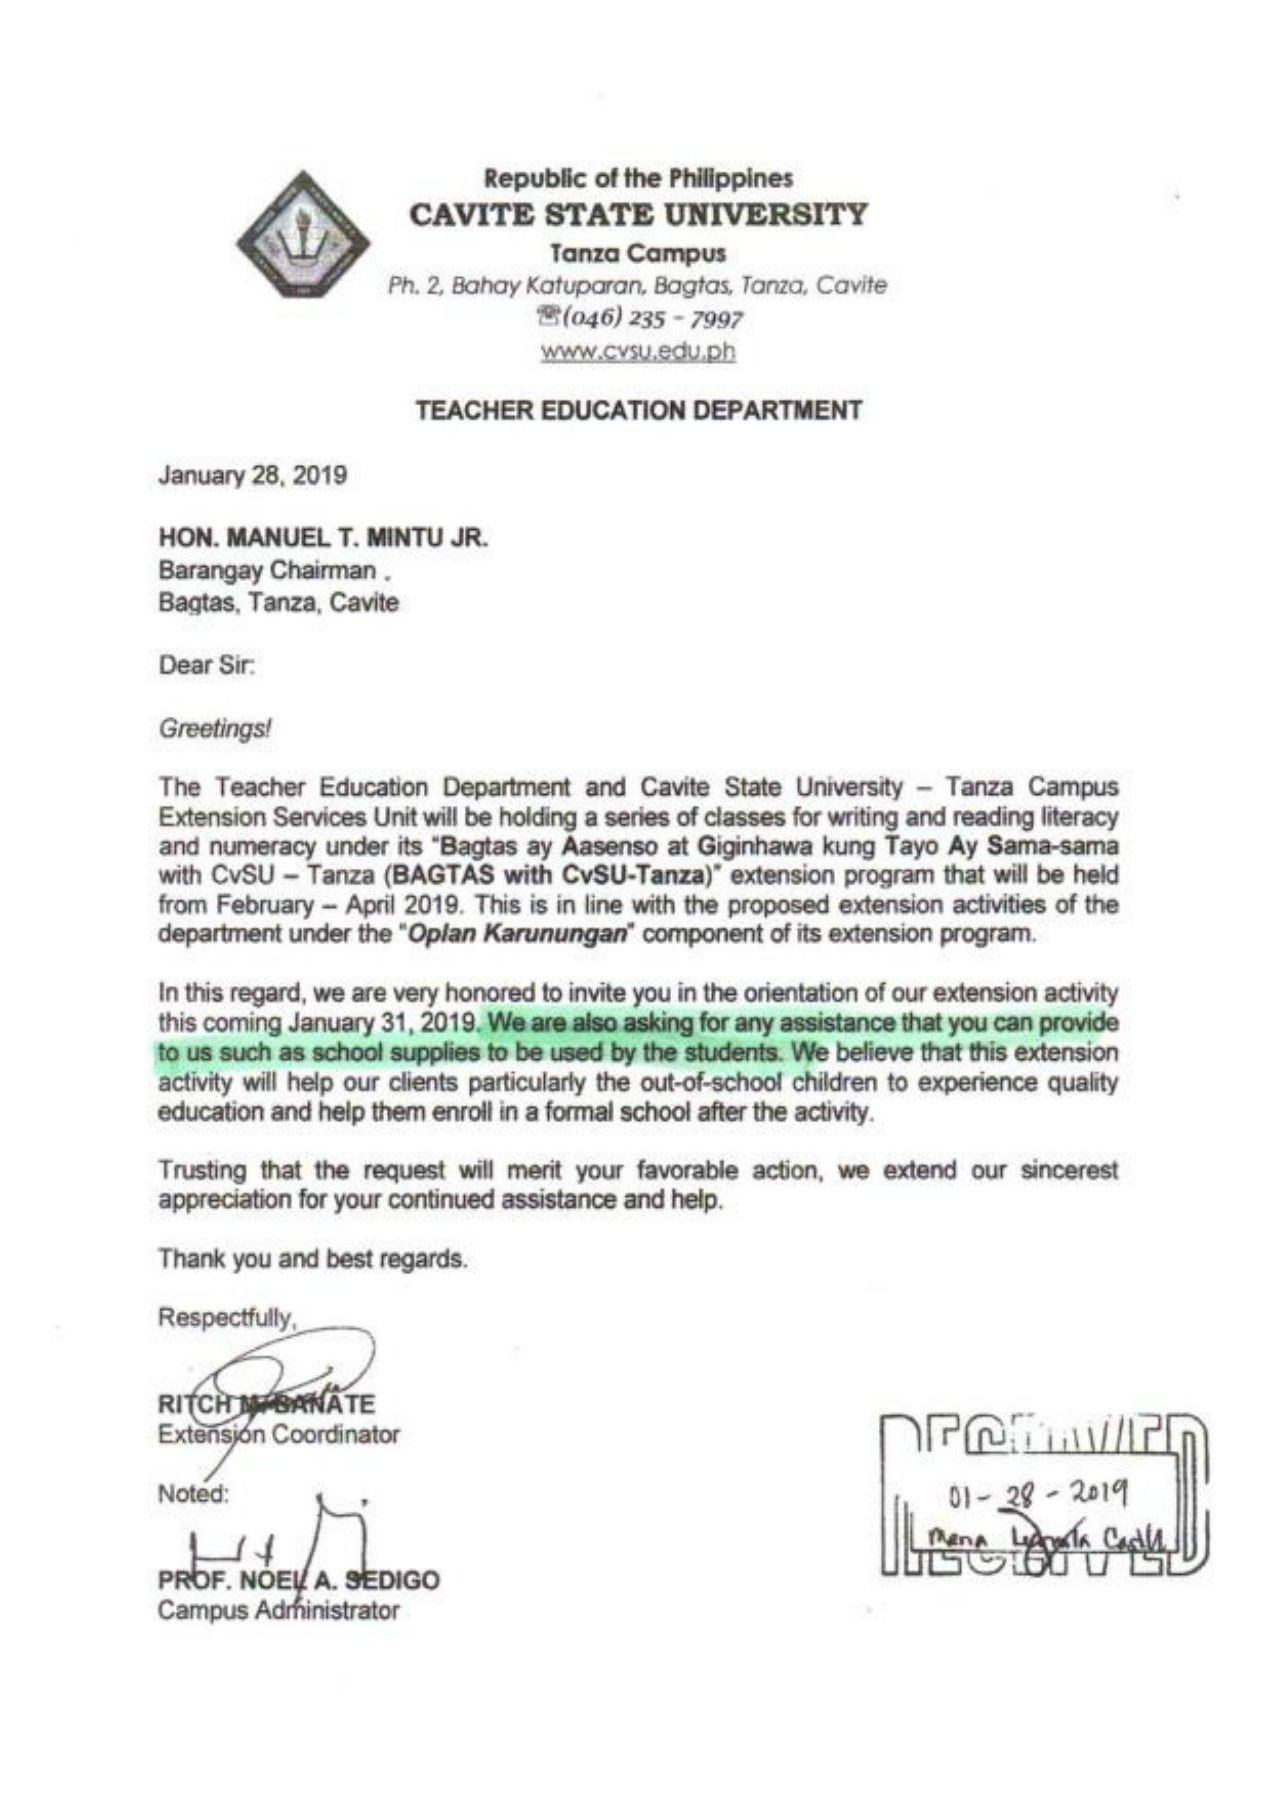 Republic of the Philippines
CAVITE STATE UNIVERSITY
Tanza Campus
Ph. 2, Bahay Katuparan, Bagtas, Tanza, Cavite
☏(046) 235 - 7997
www.cvsu.edu.ph
TEACHER EDUCATION DEPARTMENT
January 28, 2019
HON. MANUEL T. MINTU JR.
Barangay Chairman .
Bagtas, Tanza, Cavite
Dear Sir:
Greetings!
The Teacher Education Department and Cavite State University – Tanza Campus
Extension Services Unit will be holding a series of classes for writing and reading literacy
and numeracy under its "Bagtas ay Aasenso at Giginhawa kung Tayo Ay Sama-sama
with CvSU – Tanza (BAGTAS with CvSU-Tanza)" extension program that will be held
from February – April 2019. This is in line with the proposed extension activities of the
department under the "Oplan Karunungan" component of its extension program.
In this regard, we are very honored to invite you in the orientation of our extension activity
this coming January 31, 2019. We are also asking for any assistance that you can provide
to us such as school supplies to be used by the students. We believe that this extension
activity will help our clients particularly the out-of-school children to experience quality
education and help them enroll in a formal school after the activity.
Trusting that the request will merit your favorable action, we extend our sincerest
appreciation for your continued assistance and help.
Thank you and best regards.
Respectfully,
RITCH M. BANATE
Extension Coordinator
Noted:
PROF. NOEL A. SEDIGO
Campus Administrator
RECEIVED
01-28-2019